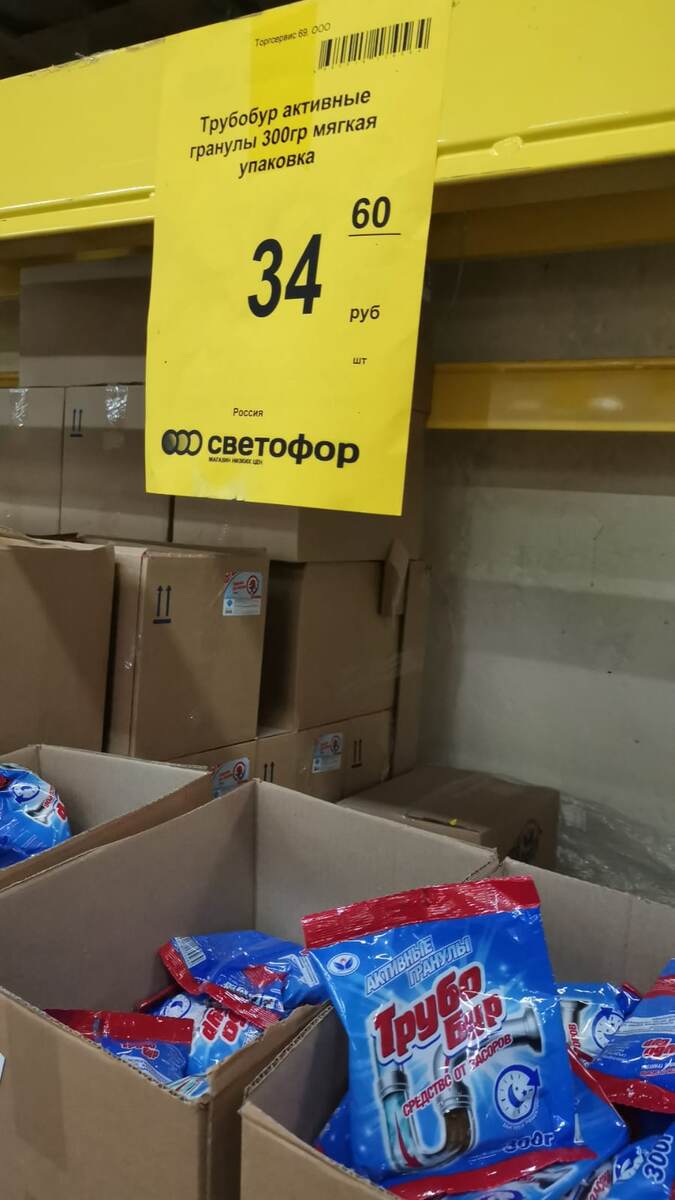 Торгсервис 69, ООО
Трубобур активные
гранулы 300гр мягкая
упаковка
34
60
руб
шт
Россия
светофор
МАГАЗИН НИЗКИХ ЦЕН
АКТИВНЫЕ
ГРАНУЛЫ
Трубо
Бур
СРЕДСТВО ОТ ЗАСОРОВ
300г
300г